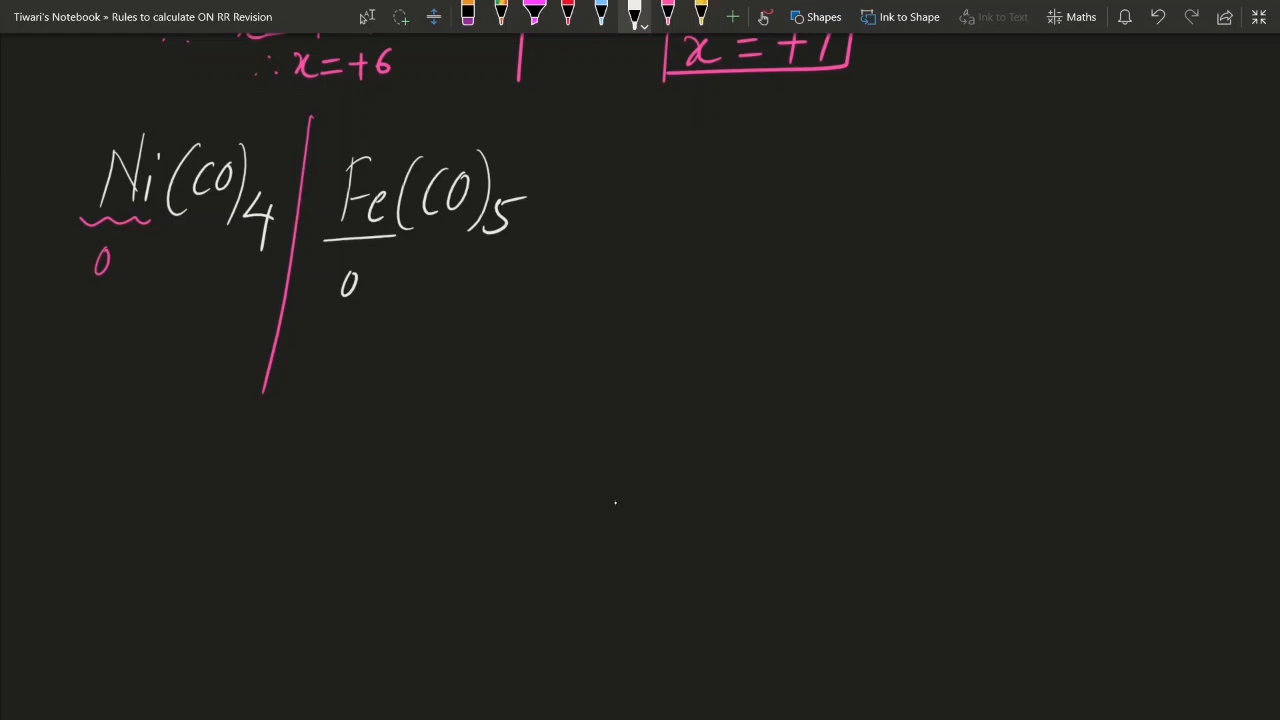 Tiwari's Notebook » Rules to calculate ON RR Revision
Shapes
Ink to Shape
Ink to Text
Maths
∴ x=+6
x = +7
Ni(CO)4
Fe(CO)5
0
0